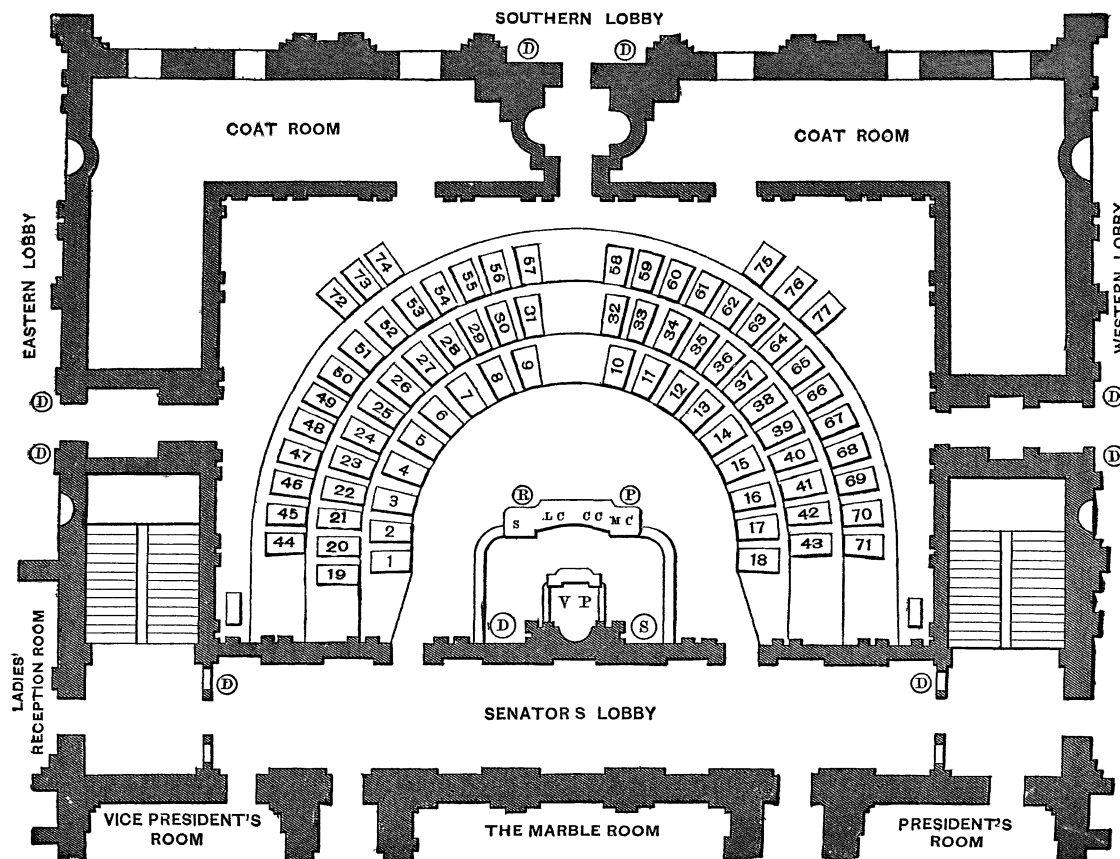 SOUTHERN LOBBY
D D
COAT ROOM COAT ROOM
EASTERN LOBBY
WESTERN LOBBY
72 73 74
75 76 77
44 45 46 47 48 49 50 51 52 53 54 55 56 57
58 59 60 61 62 63 64 65 66 67 68 69 70 71
19 20 21 22 23 24 25 26 27 28 29 30 31
32 33 34 35 36 37 38 39 40 41 42 43
1 2 3 4 5 6 7 8 9
10 11 12 13 14 15 16 17 18
D D
D D
R P
S LC CC MC
V P
D S
LADIES'
RECEPTION ROOM
D D
SENATORS LOBBY
VICE PRESIDENT'S
ROOM
THE MARBLE ROOM
PRESIDENT'S
ROOM